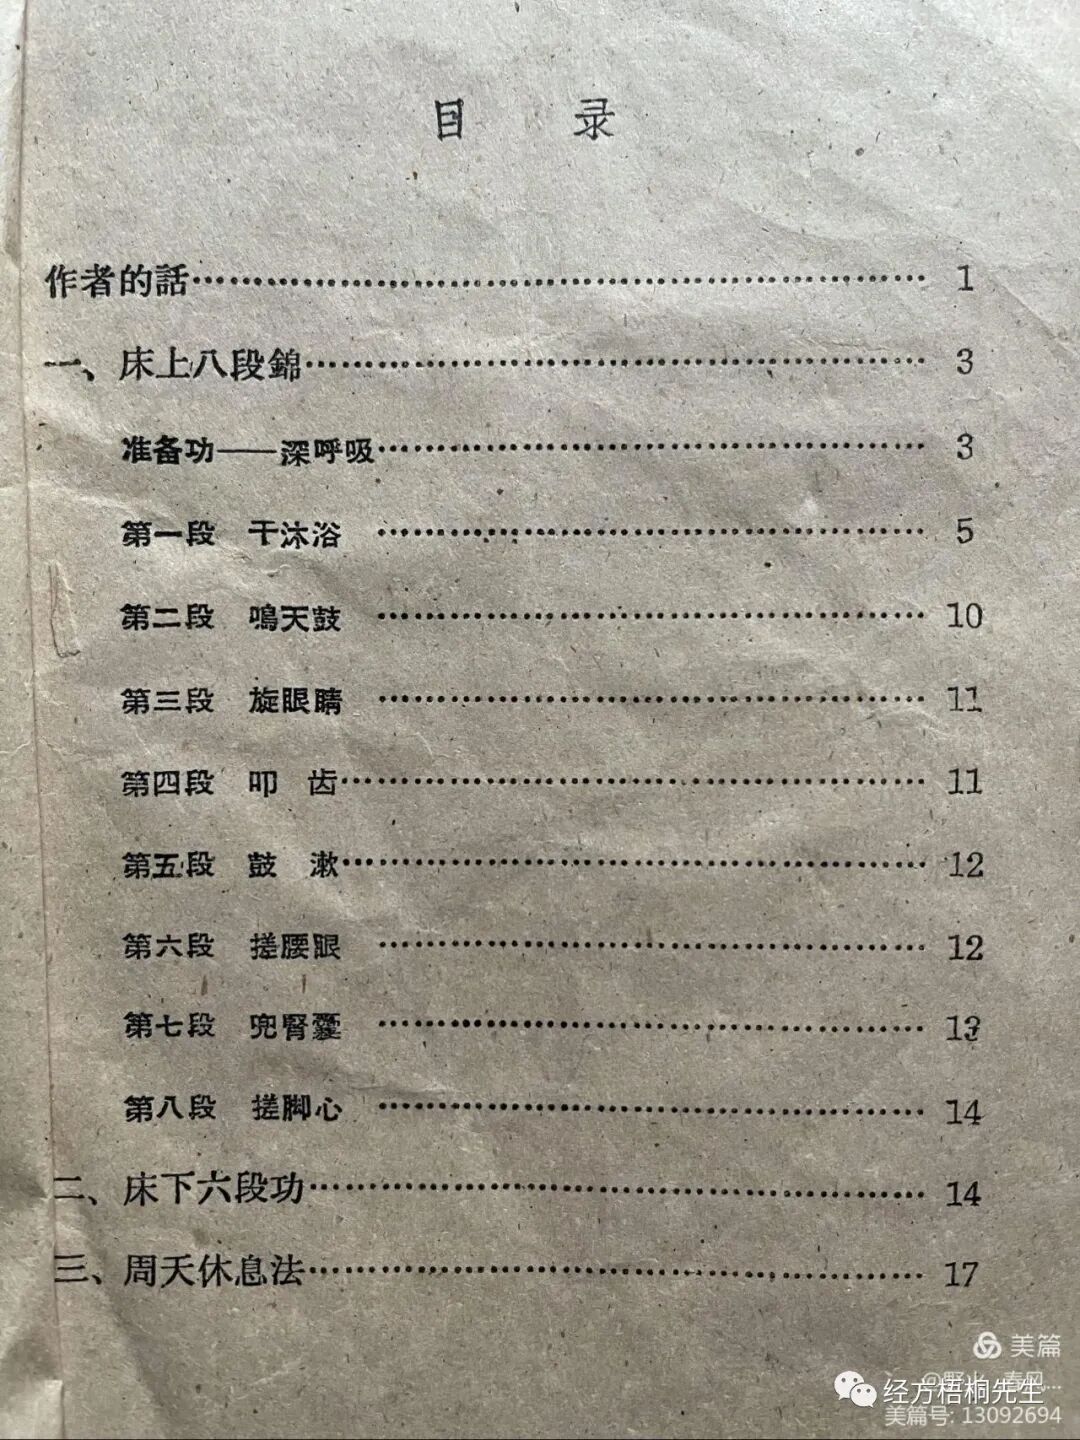 目 录
作者的話…… 1
一、床上八段錦…… 3
准备功——深呼吸…… 3
第一段 干沐浴 …… 5
第二段 鳴天鼓 …… 10
第三段 旋眼睛 …… 11
第四段 叩 齿…… 11
第五段 鼓 漱…… 12
第六段 搓腰眼 …… 12
第七段 兜腎囊 …… 13
第八段 搓脚心 …… 14
二、床下六段功…… 14
三、周天休息法…… 17
美篇
经方梧桐先生
美篇号: 13092694